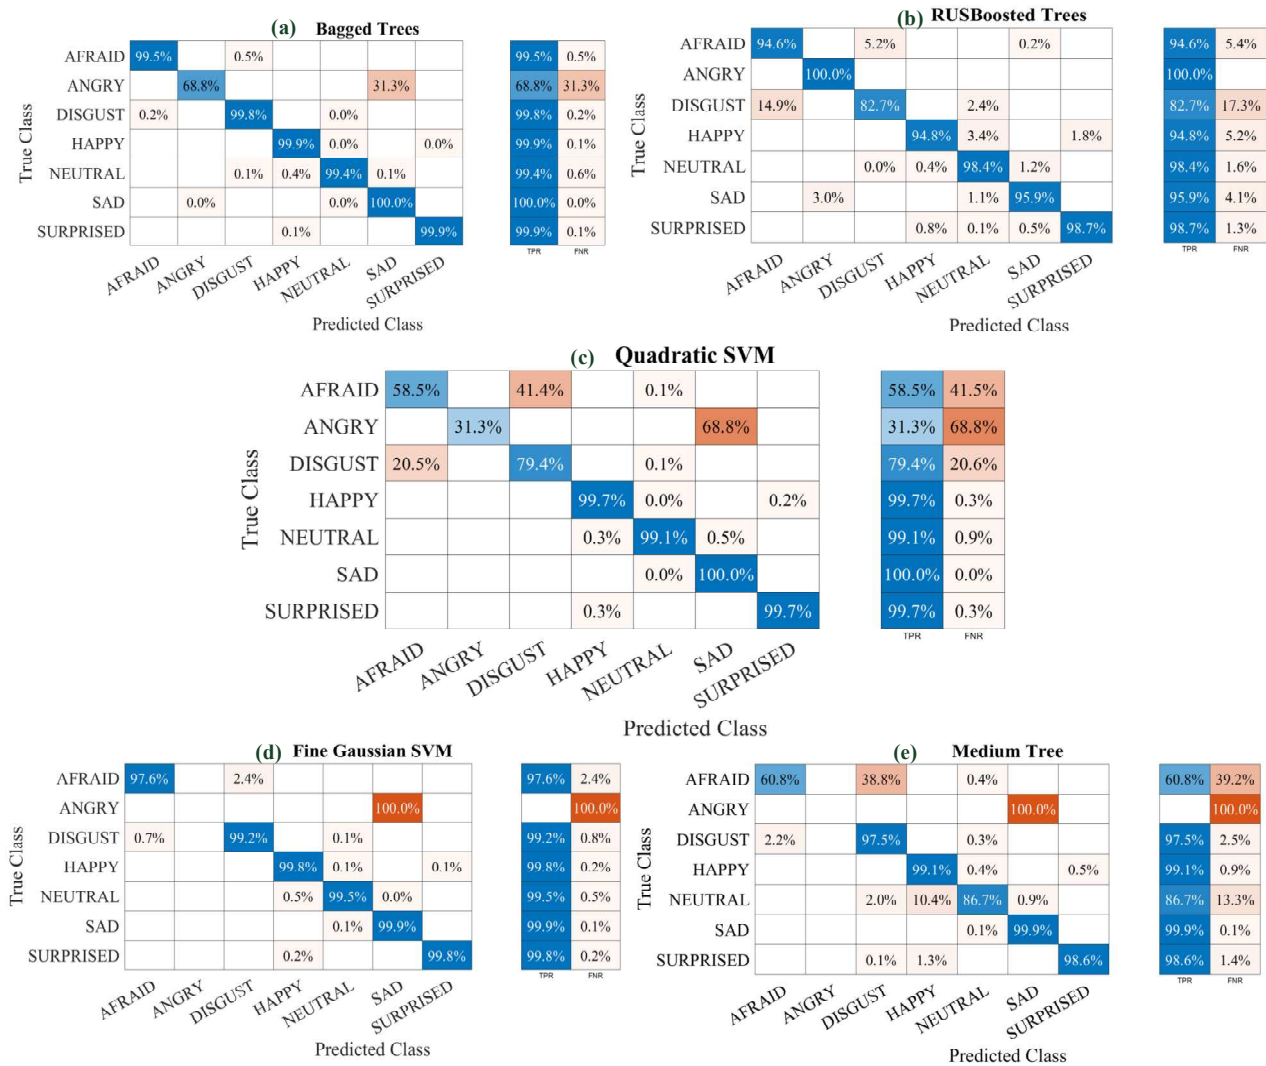 (a) Bagged Trees
AFRAID 99.5% 0.5% 99.5% 0.5%
ANGRY 68.8% 31.3% 68.8% 31.3%
DISGUST 0.2% 99.8% 0.0% 99.8% 0.2%
HAPPY 99.9% 0.0% 0.0% 99.9% 0.1%
NEUTRAL 0.1% 0.4% 99.4% 0.1% 99.4% 0.6%
SAD 0.0% 0.0% 100.0% 100.0% 0.0%
SURPRISED 0.1% 99.9% 99.9% 0.1%
True Class
TPR FNR
AFRAID ANGRY DISGUST HAPPY NEUTRAL SAD SURPRISED
Predicted Class
(b) RUSBoosted Trees
AFRAID 94.6% 5.2% 0.2% 94.6% 5.4%
ANGRY 100.0% 100.0%
DISGUST 14.9% 82.7% 2.4% 82.7% 17.3%
HAPPY 94.8% 3.4% 1.8% 94.8% 5.2%
NEUTRAL 0.0% 0.4% 98.4% 1.2% 98.4% 1.6%
SAD 3.0% 1.1% 95.9% 95.9% 4.1%
SURPRISED 0.8% 0.1% 0.5% 98.7% 98.7% 1.3%
True Class
TPR FNR
AFRAID ANGRY DISGUST HAPPY NEUTRAL SAD SURPRISED
Predicted Class
(c) Quadratic SVM
AFRAID 58.5% 41.4% 0.1% 58.5% 41.5%
ANGRY 31.3% 68.8% 31.3% 68.8%
DISGUST 20.5% 79.4% 0.1% 79.4% 20.6%
HAPPY 99.7% 0.0% 0.2% 99.7% 0.3%
NEUTRAL 0.3% 99.1% 0.5% 99.1% 0.9%
SAD 0.0% 100.0% 100.0% 0.0%
SURPRISED 0.3% 99.7% 99.7% 0.3%
True Class
TPR FNR
AFRAID ANGRY DISGUST HAPPY NEUTRAL SAD SURPRISED
Predicted Class
(d) Fine Gaussian SVM
AFRAID 97.6% 2.4% 97.6% 2.4%
ANGRY 100.0% 100.0%
DISGUST 0.7% 99.2% 0.1% 99.2% 0.8%
HAPPY 99.8% 0.1% 0.1% 99.8% 0.2%
NEUTRAL 0.5% 99.5% 0.0% 99.5% 0.5%
SAD 0.1% 99.9% 99.9% 0.1%
SURPRISED 0.2% 99.8% 99.8% 0.2%
True Class
TPR FNR
AFRAID ANGRY DISGUST HAPPY NEUTRAL SAD SURPRISED
Predicted Class
(e) Medium Tree
AFRAID 60.8% 38.8% 0.4% 60.8% 39.2%
ANGRY 100.0% 100.0%
DISGUST 2.2% 97.5% 0.3% 97.5% 2.5%
HAPPY 99.1% 0.4% 0.5% 99.1% 0.9%
NEUTRAL 2.0% 10.4% 86.7% 0.9% 86.7% 13.3%
SAD 0.1% 99.9% 99.9% 0.1%
SURPRISED 0.1% 1.3% 98.6% 98.6% 1.4%
True Class
TPR FNR
AFRAID ANGRY DISGUST HAPPY NEUTRAL SAD SURPRISED
Predicted Class